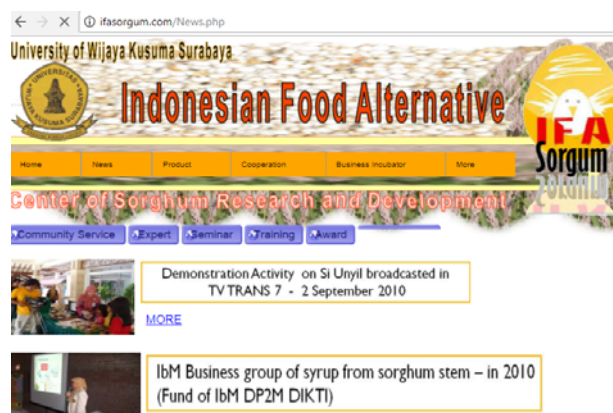 ifasorgum.com/News.php
University of Wijaya Kusuma Surabaya
Indonesian Food Alternative
IFA
Sorgum
Home News Product Cooperation Business Incubator More
Center of Sorghum Research and Development
Community Service Expert Seminar Training Award
Demonstration Activity on Si Unyil broadcasted in
TV TRANS 7 - 2 September 2010
MORE
IbM Business group of syrup from sorghum stem – in 2010
(Fund of IbM DP2M DIKTI)